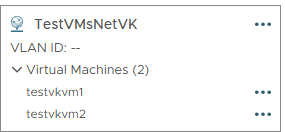 TestVMsNetVK
VLAN ID: --
Virtual Machines (2)
testvkvm1
testvkvm2